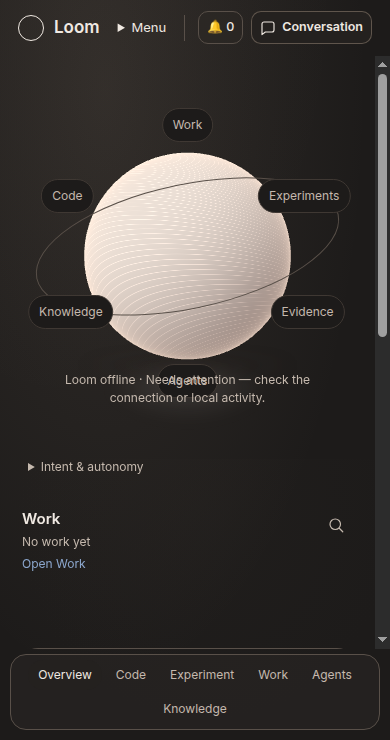 Loom
Menu
0
Conversation
Work
Code
Experiments
Knowledge
Evidence
Agents
Loom offline · Needs attention — check the
connection or local activity.
Intent & autonomy
Work
No work yet
Open Work
Overview
Code
Experiment
Work
Agents
Knowledge